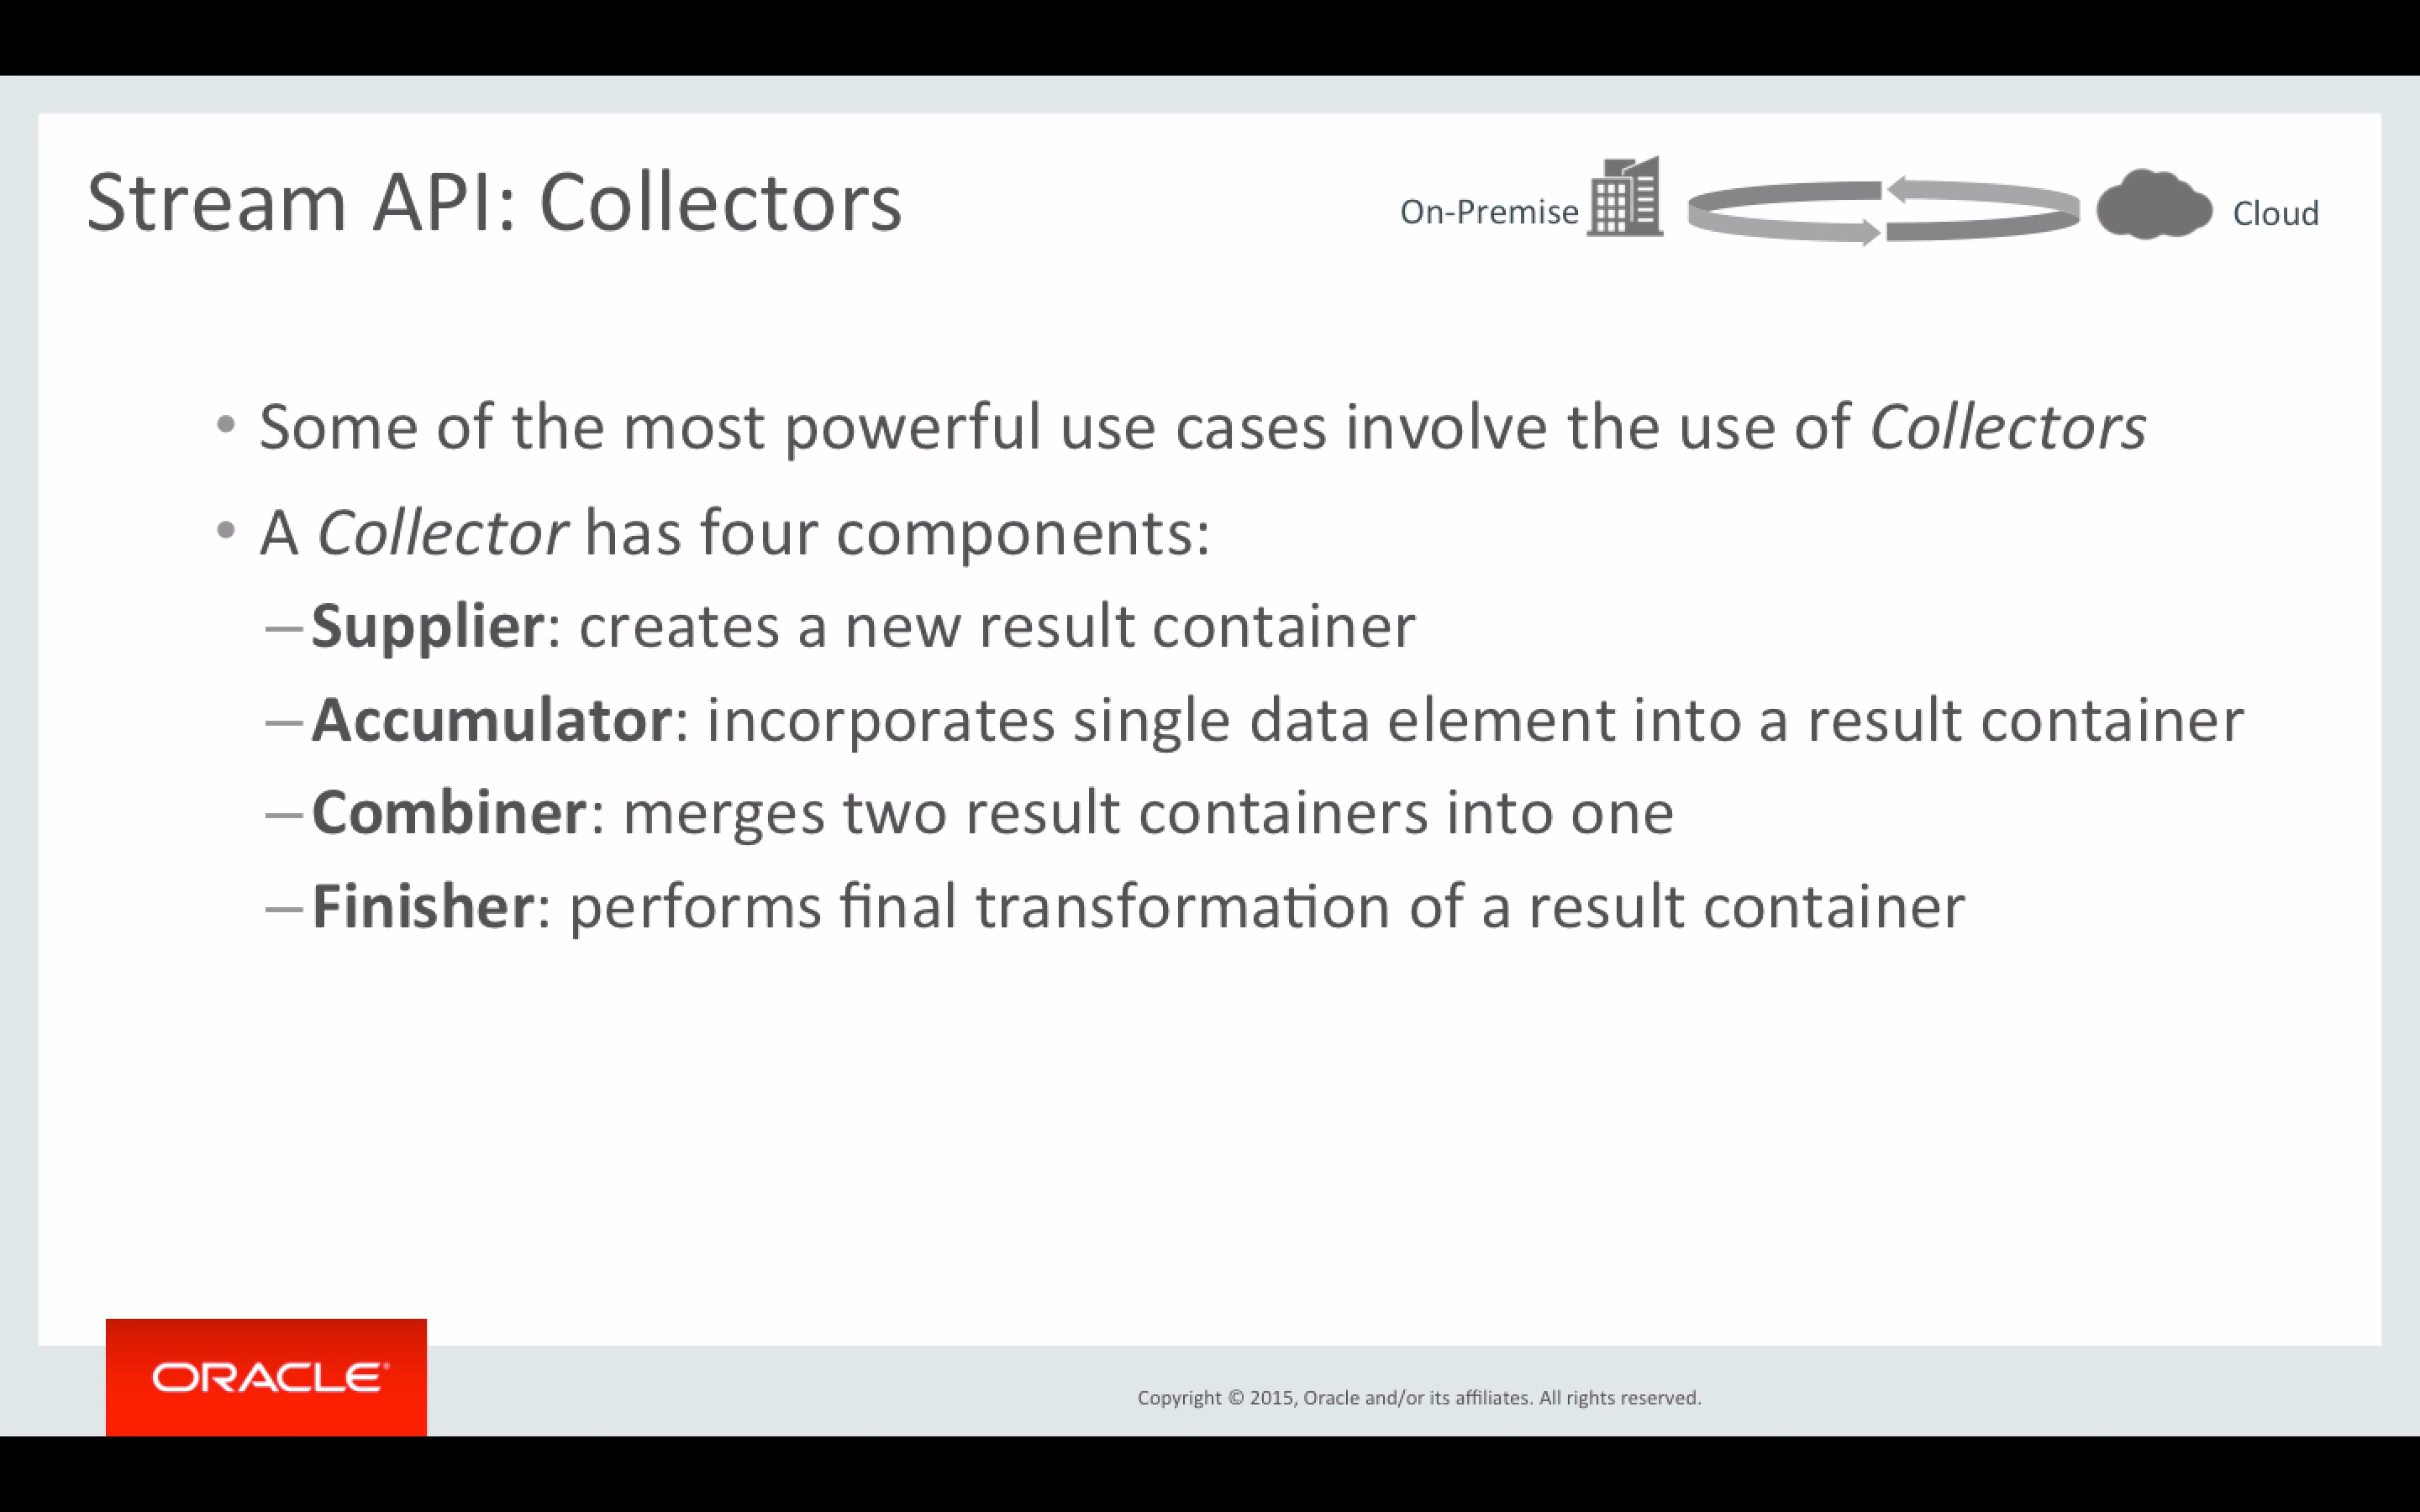 Stream API: Collectors
On-Premise
Cloud
• Some of the most powerful use cases involve the use of Collectors
• A Collector has four components:
– Supplier: creates a new result container
– Accumulator: incorporates single data element into a result container
– Combiner: merges two result containers into one
– Finisher: performs final transformation of a result container
ORACLE®
Copyright © 2015, Oracle and/or its affiliates. All rights reserved.